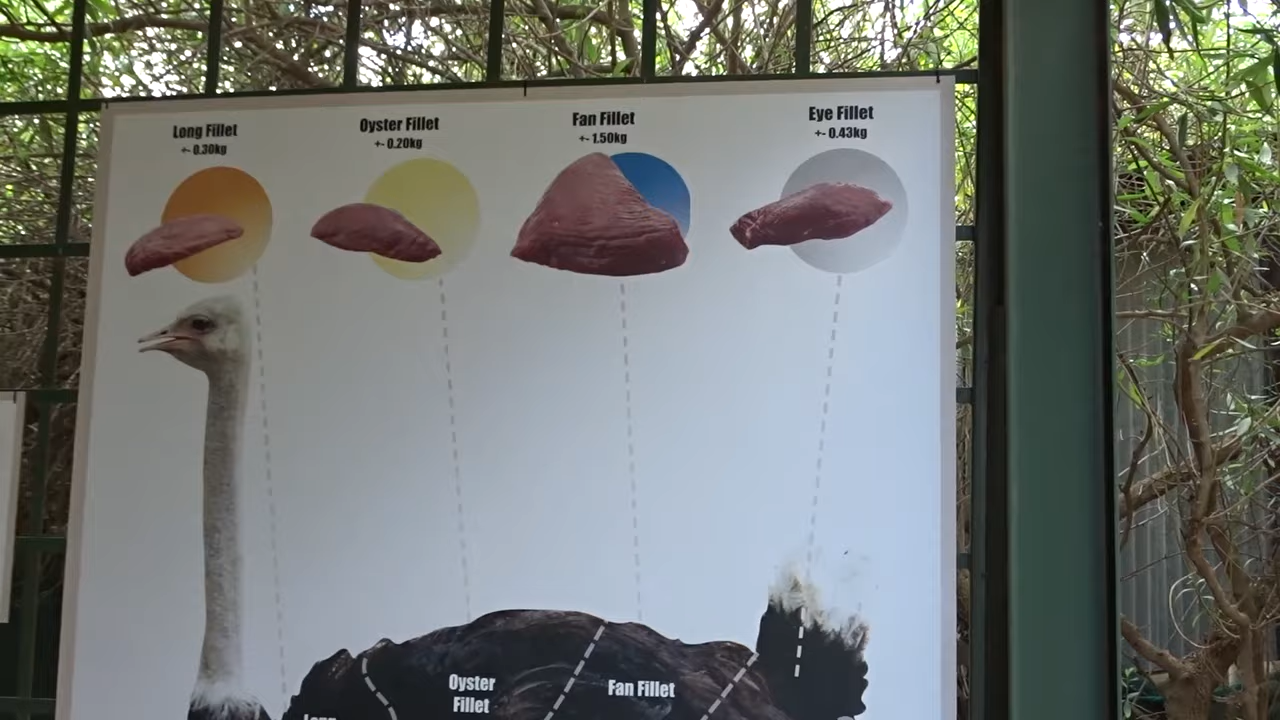 Long Fillet
+- 0.30kg
Oyster Fillet
+- 0.20kg
Fan Fillet
+- 1.50kg
Eye Fillet
+- 0.43kg
Oyster
Fillet
Fan Fillet
Long